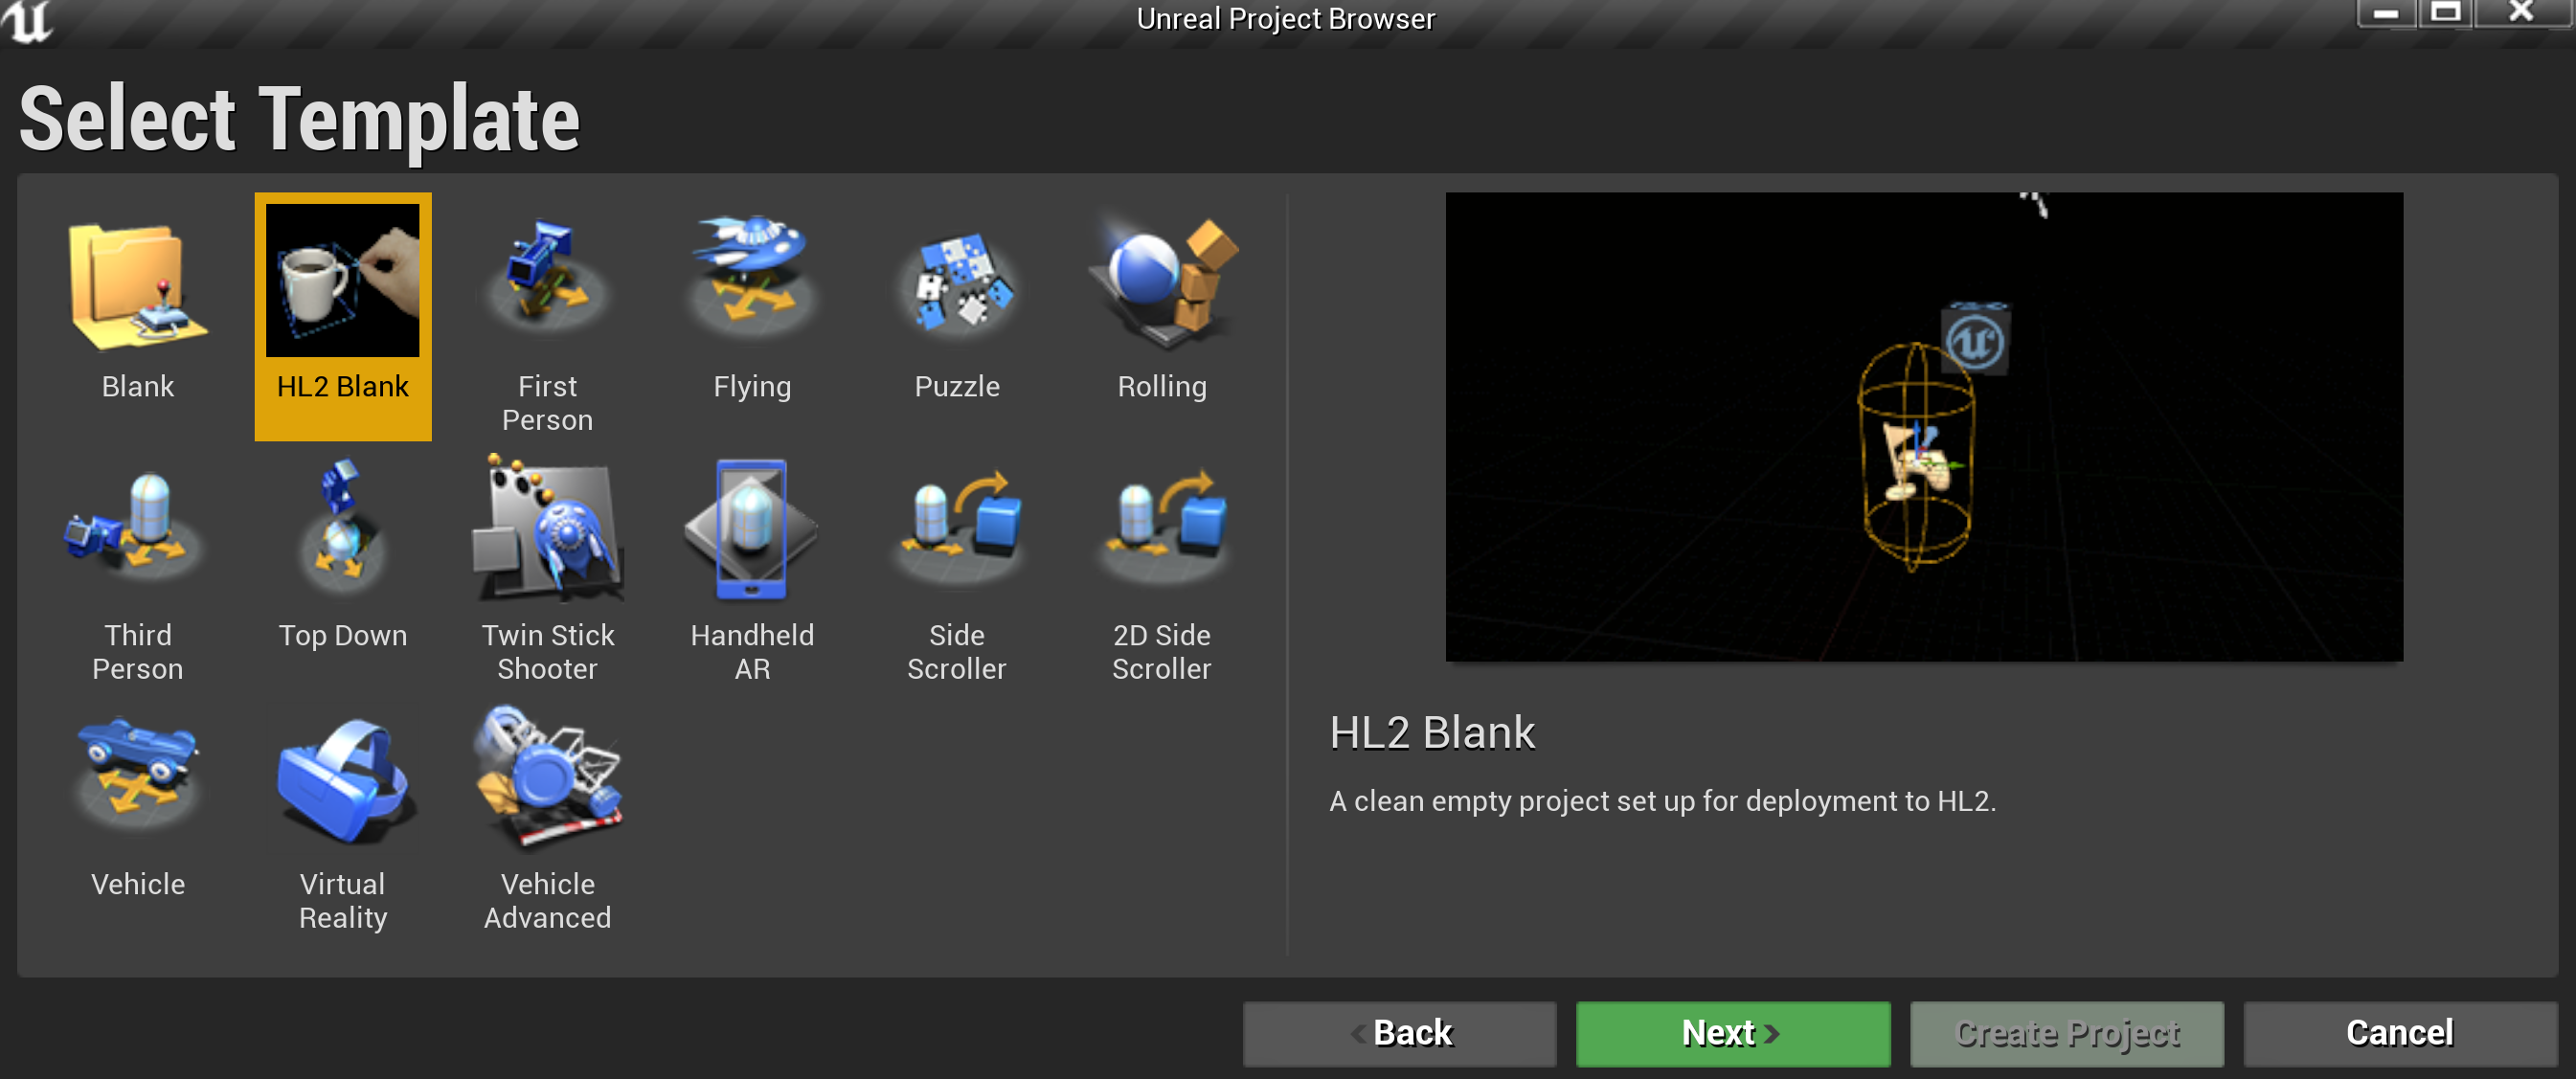 Unreal Project Browser
Select Template
Blank
HL2 Blank
First
Person
Flying
Puzzle
Rolling
Third
Person
Top Down
Twin Stick
Shooter
Handheld
AR
Side
Scroller
2D Side
Scroller
Vehicle
Virtual
Reality
Vehicle
Advanced
HL2 Blank
A clean empty project set up for deployment to HL2.
< Back
Next >
Create Project
Cancel